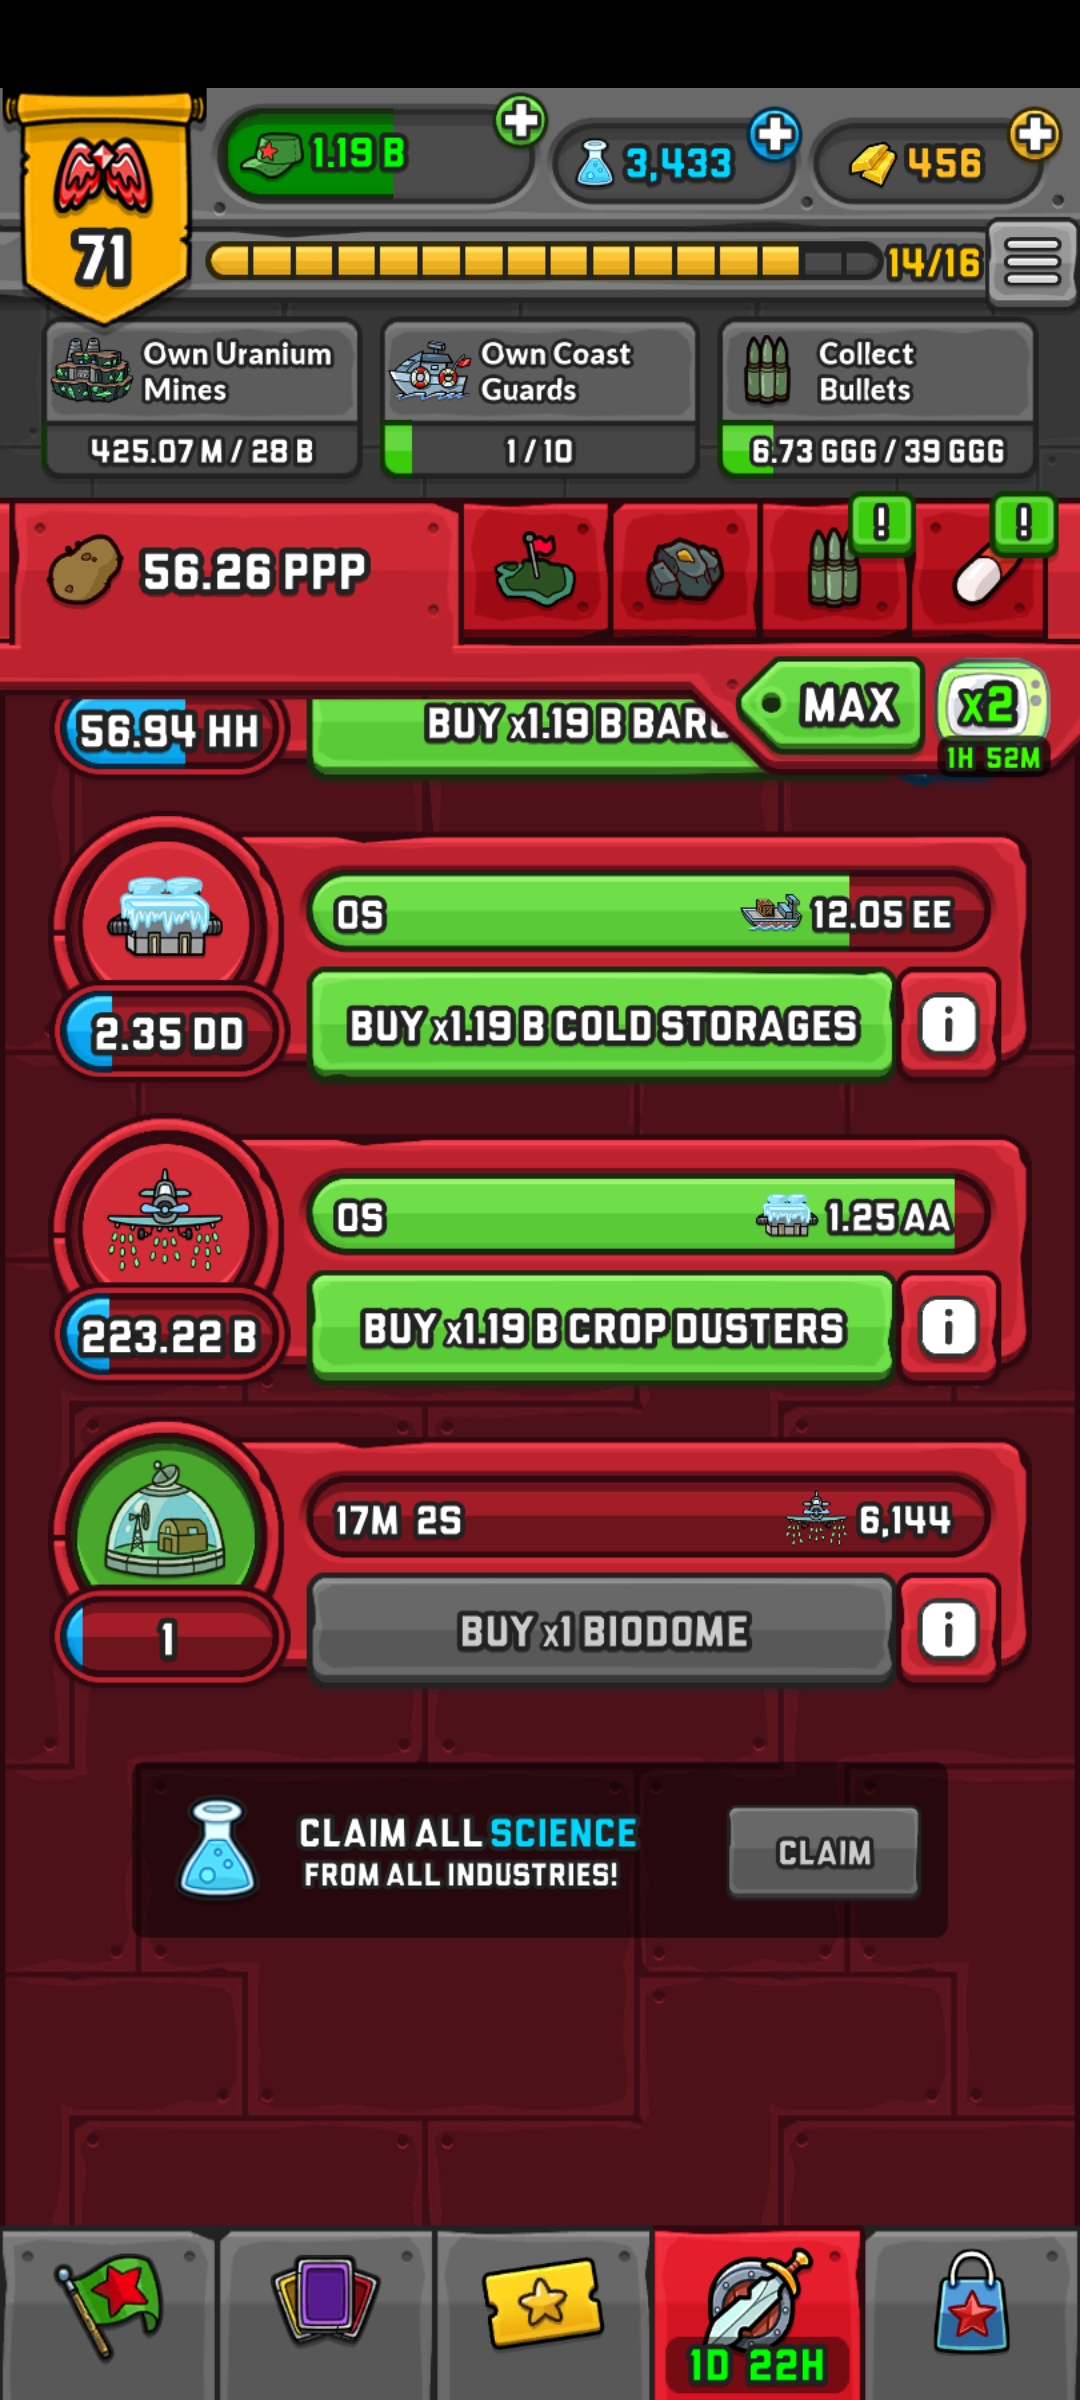 1.19 B
3,433
456
71
14/16
Own Uranium
Mines
425.07 M / 28 B
Own Coast
Guards
1 / 10
Collect
Bullets
6.73 GGG / 39 GGG
56.26 PPP
!
!
MAX
x2
1H 52M
56.94 HH
BUY x1.19 B
0S
12.05 EE
2.35 DD
BUY x1.19 B COLD STORAGES
i
0S
1.25 AA
223.22 B
BUY x1.19 B CROP DUSTERS
i
17M 2S
6,144
1
BUY x1 BIODOME
i
CLAIM ALL SCIENCE
FROM ALL INDUSTRIES!
CLAIM
1D 22H